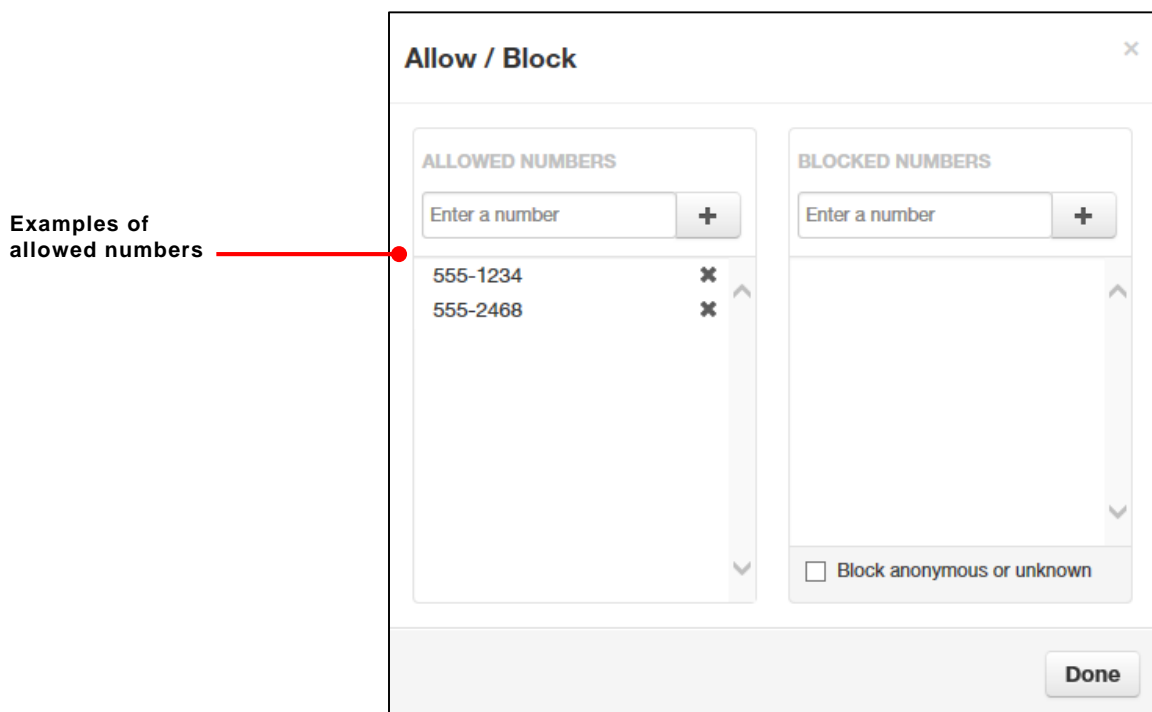 Allow / Block
×
Examples of
allowed numbers
ALLOWED NUMBERS
Enter a number +
555-1234 ✖
555-2468 ✖
BLOCKED NUMBERS
Enter a number +
Block anonymous or unknown
Done